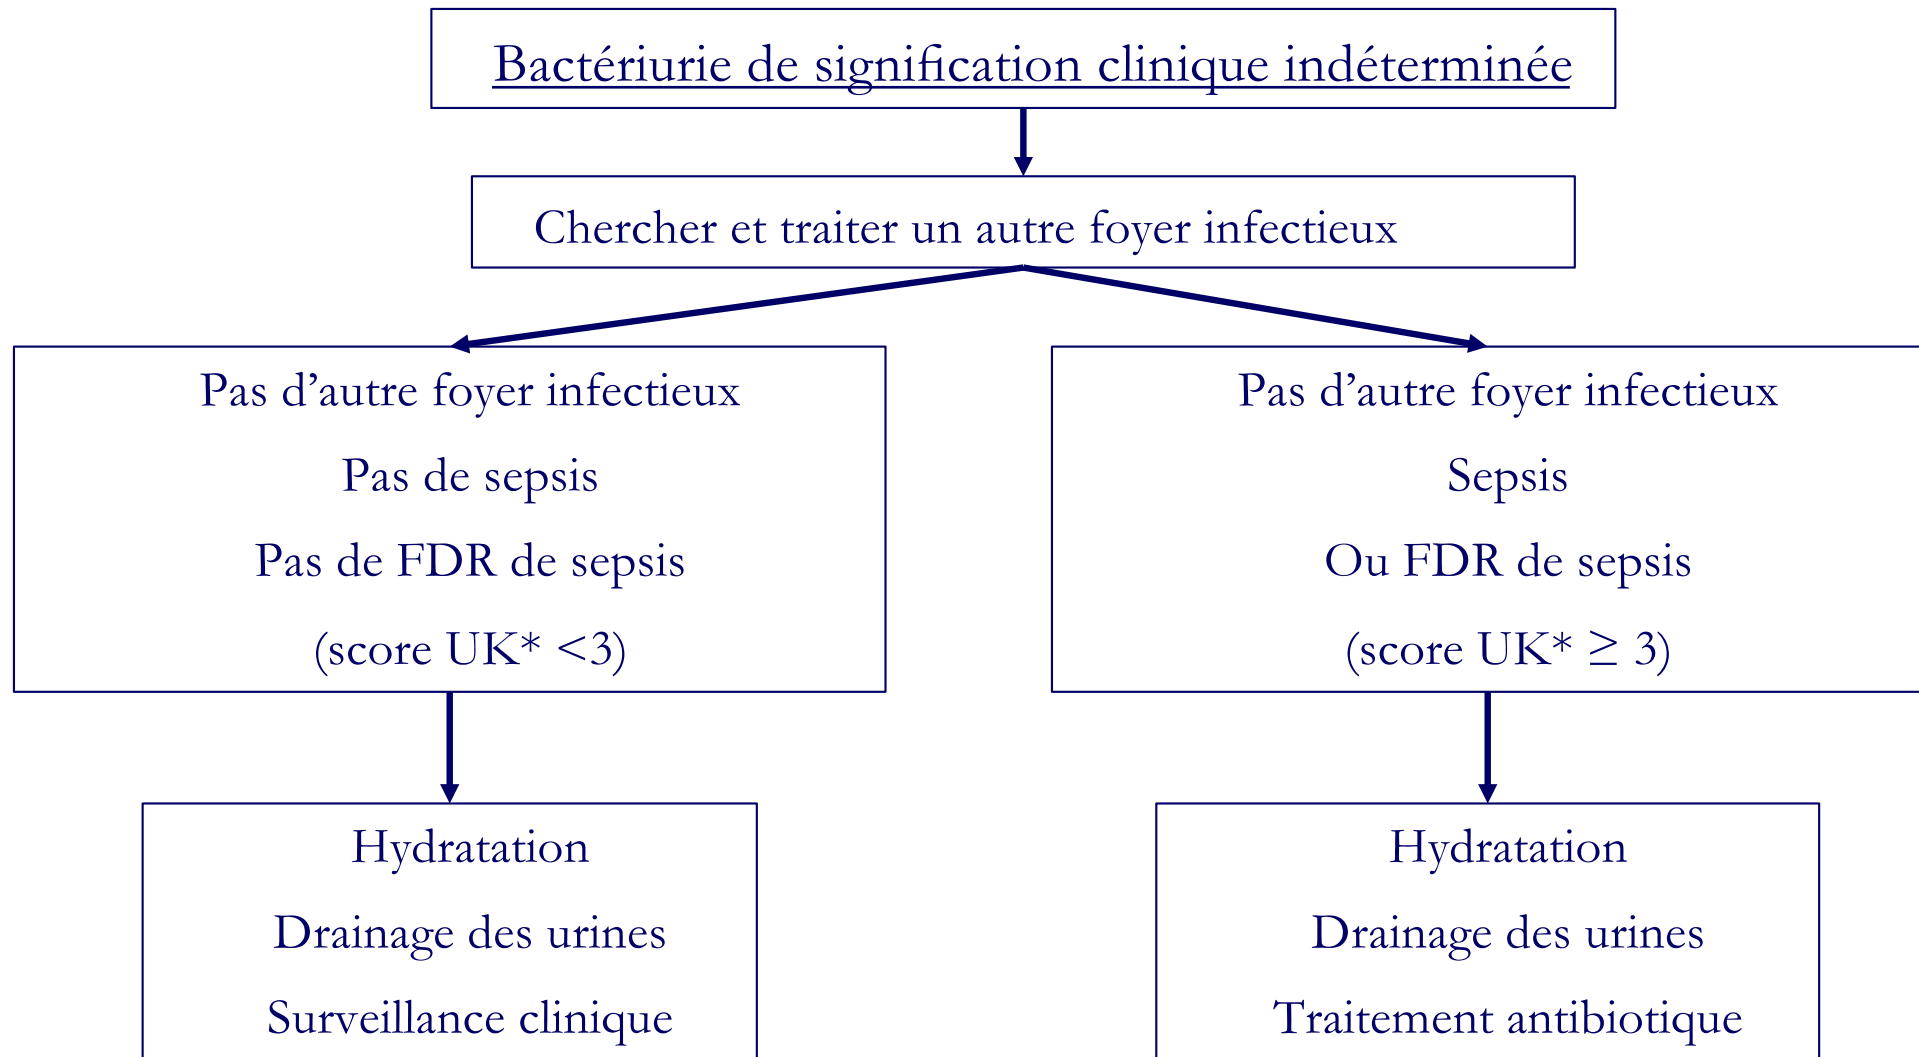 Bactériurie de signification clinique indéterminée
Chercher et traiter un autre foyer infectieux
Pas d’autre foyer infectieux
Pas de sepsis
Pas de FDR de sepsis
(score UK* <3)
Pas d’autre foyer infectieux
Sepsis
Ou FDR de sepsis
(score UK* ≥ 3)
Hydratation
Drainage des urines
Surveillance clinique
Hydratation
Drainage des urines
Traitement antibiotique